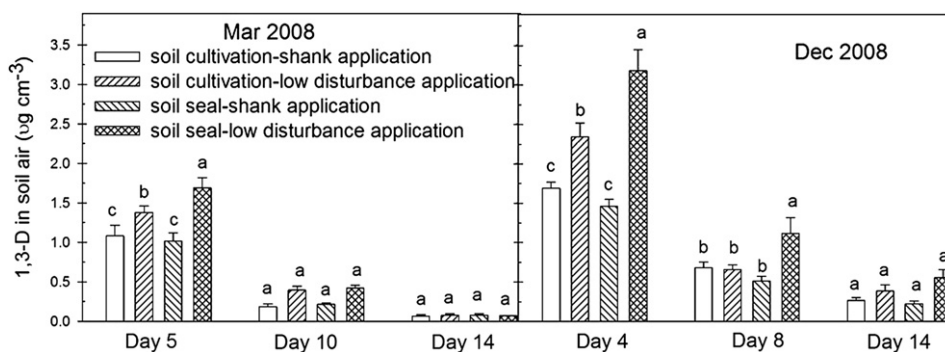 Mar 2008
Dec 2008
soil cultivation-shank application
soil cultivation-low disturbance application
soil seal-shank application
soil seal-low disturbance application
1,3-D in soil air (υg cm⁻³)
3.5
3.0
2.5
2.0
1.5
1.0
0.5
0.0
c b c a
a a a a
a a a a
c b c a
b b b a
a a a a
Day 5 Day 10 Day 14 Day 4 Day 8 Day 14